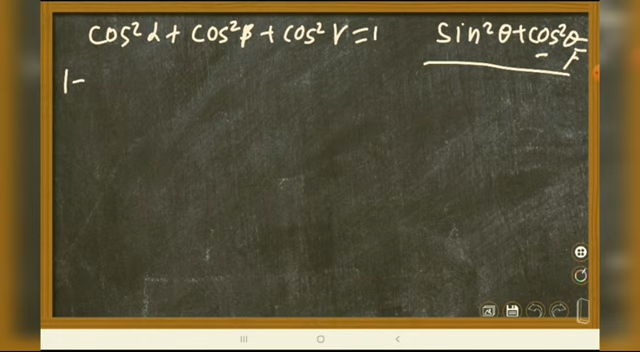 cos²α + cos²β + cos²γ = 1
sin²θ + cos²θ
1-